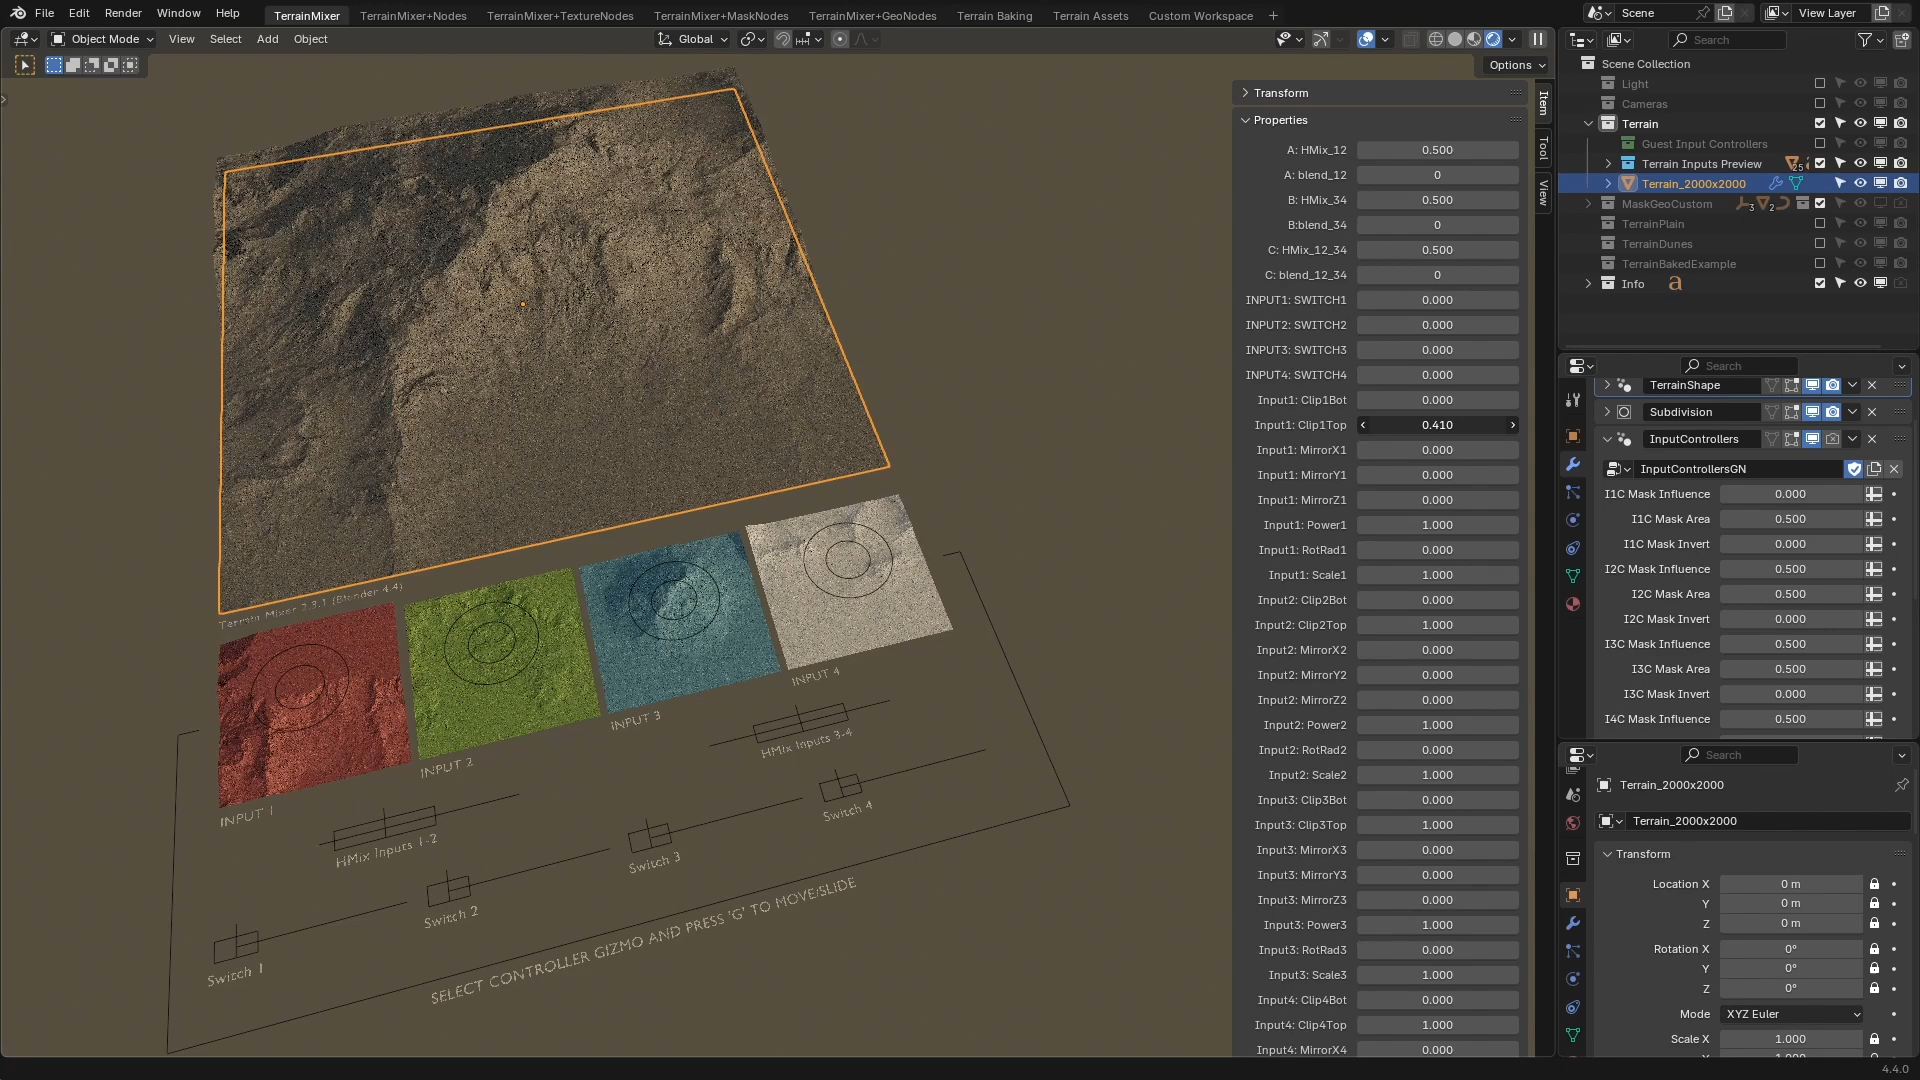 File Edit Render Window Help TerrainMixer TerrainMixer+Nodes TerrainMixer+TextureNodes TerrainMixer+MaskNodes TerrainMixer+GeoNodes Terrain Baking Terrain Assets Custom Workspace + Scene View Layer
Object Mode View Select Add Object Global
Options
Search
Scene Collection
Light
Cameras
Terrain
Guest Input Controllers
Terrain Inputs Preview 25
Terrain_2000x2000
MaskGeoCustom 3 2
TerrainPlain
TerrainDunes
TerrainBakedExample
Info a
Transform
Properties
A: HMix_12 0.500
A: blend_12 0
B: HMix_34 0.500
B:blend_34 0
C: HMix_12_34 0.500
C: blend_12_34 0
INPUT1: SWITCH1 0.000
INPUT2: SWITCH2 0.000
INPUT3: SWITCH3 0.000
INPUT4: SWITCH4 0.000
Input1: Clip1Bot 0.000
Input1: Clip1Top 0.410
Input1: MirrorX1 0.000
Input1: MirrorY1 0.000
Input1: MirrorZ1 0.000
Input1: Power1 1.000
Input1: RotRad1 0.000
Input1: Scale1 1.000
Input2: Clip2Bot 0.000
Input2: Clip2Top 1.000
Input2: MirrorX2 0.000
Input2: MirrorY2 0.000
Input2: MirrorZ2 0.000
Input2: Power2 1.000
Input2: RotRad2 0.000
Input2: Scale2 1.000
Input3: Clip3Bot 0.000
Input3: Clip3Top 1.000
Input3: MirrorX3 0.000
Input3: MirrorY3 0.000
Input3: MirrorZ3 0.000
Input3: Power3 1.000
Input3: RotRad3 0.000
Input3: Scale3 1.000
Input4: Clip4Bot 0.000
Input4: Clip4Top 1.000
Input4: MirrorX4 0.000
Item
Tool
View
Search
TerrainShape
Subdivision
InputControllers
InputControllersGN
I1C Mask Influence 0.000
I1C Mask Area 0.500
I1C Mask Invert 0.000
I2C Mask Influence 0.500
I2C Mask Area 0.500
I2C Mask Invert 0.000
I3C Mask Influence 0.500
I3C Mask Area 0.500
I3C Mask Invert 0.000
I4C Mask Influence 0.500
Search
Terrain_2000x2000
Terrain_2000x2000
Transform
Location X 0 m
Y 0 m
Z 0 m
Rotation X 0°
Y 0°
Z 0°
Mode XYZ Euler
Scale X 1.000
4.4.0
Terrain Mixer 2.3.1 (Blender 4.4)
INPUT 1
INPUT 2
INPUT 3
INPUT 4
HMix Inputs 1-2
HMix Inputs 3-4
Switch 1
Switch 2
Switch 3
Switch 4
SELECT CONTROLLER GIZMO AND PRESS 'G' TO MOVE/SLIDE